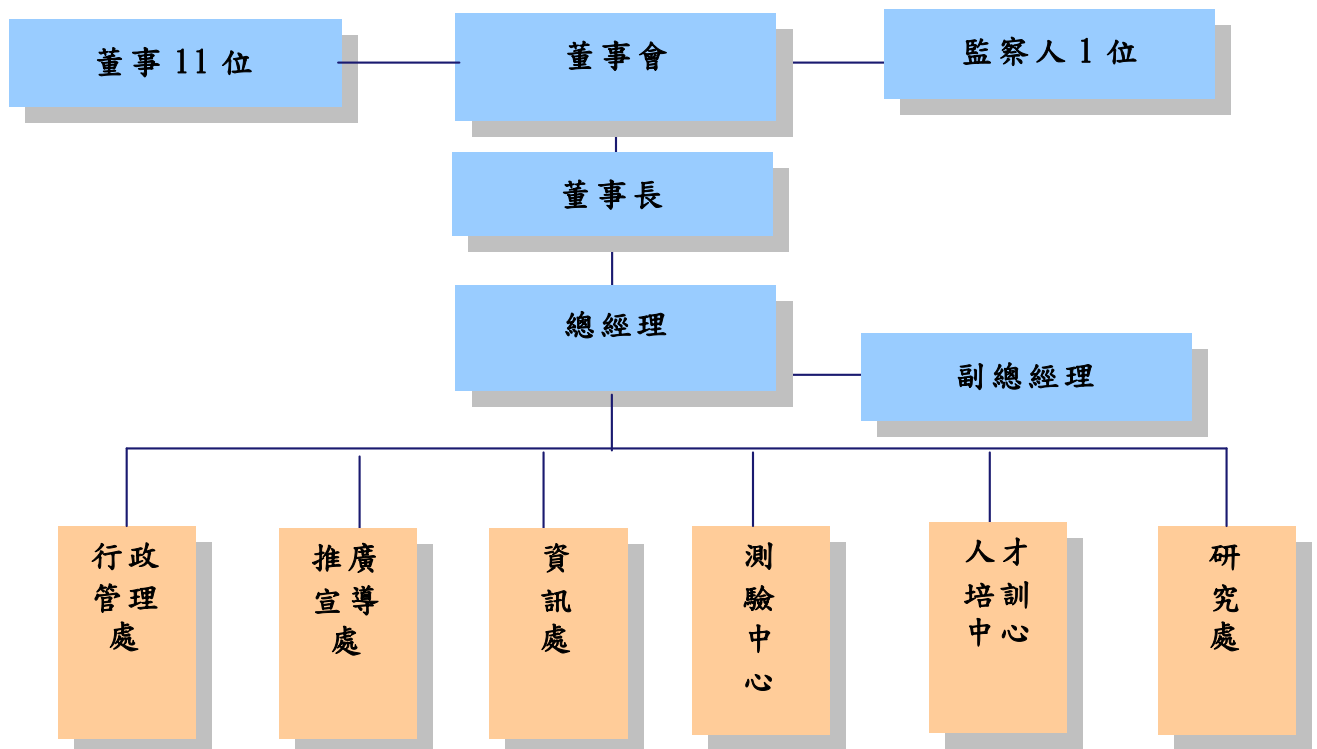 董事 11 位
董事會
監察人 1 位
董事長
總經理
副總經理
行政
管理
處
推廣
宣導
處
資
訊
處
測
驗
中
心
人才
培訓
中心
研
究
處